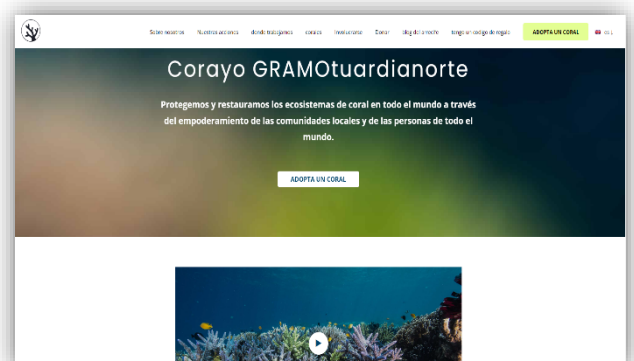 Sobre nosotros Nuestras acciones donde trabajamos corales Involucrarse Donar blog del arrecife tengo un código de regalo ADOPTA UN CORAL
Corayo GRAMOtuardianorte
Protegemos y restauramos los ecosistemas de coral en todo el mundo a través
del empoderamiento de las comunidades locales y de las personas de todo el
mundo.
ADOPTA UN CORAL